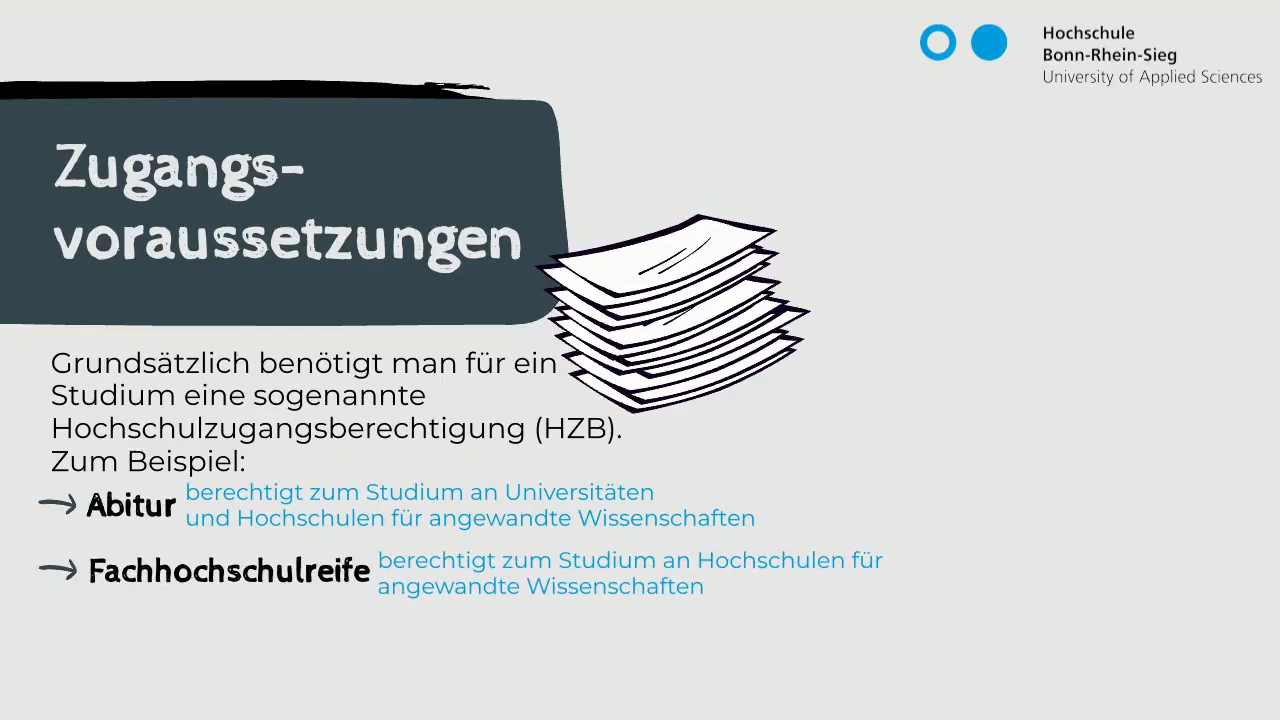 Hochschule
Bonn-Rhein-Sieg
University of Applied Sciences
Zugangs-
voraussetzungen
Grundsätzlich benötigt man für ein
Studium eine sogenannte
Hochschulzugangsberechtigung (HZB).
Zum Beispiel:
Abitur berechtigt zum Studium an Universitäten
und Hochschulen für angewandte Wissenschaften
Fachhochschulreife berechtigt zum Studium an Hochschulen für
angewandte Wissenschaften